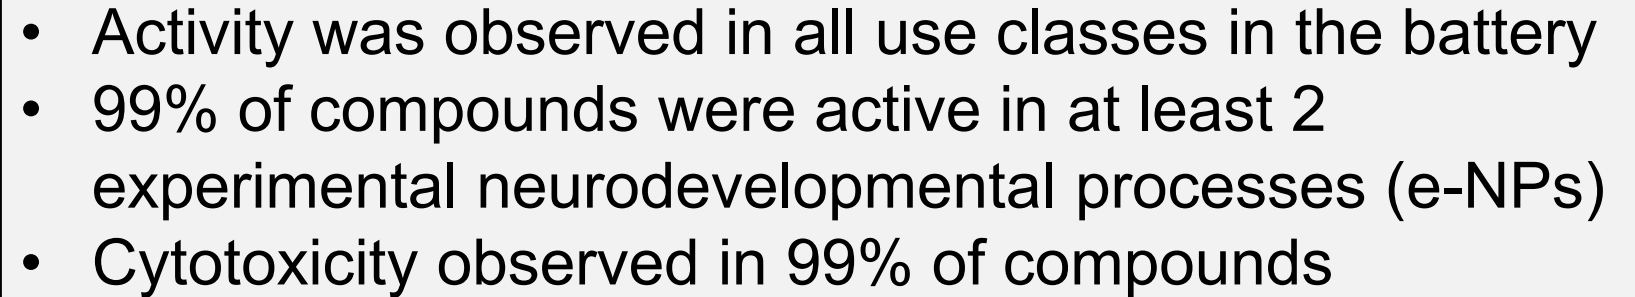 • Activity was observed in all use classes in the battery
• 99% of compounds were active in at least 2
experimental neurodevelopmental processes (e-NPs)
• Cytotoxicity observed in 99% of compounds